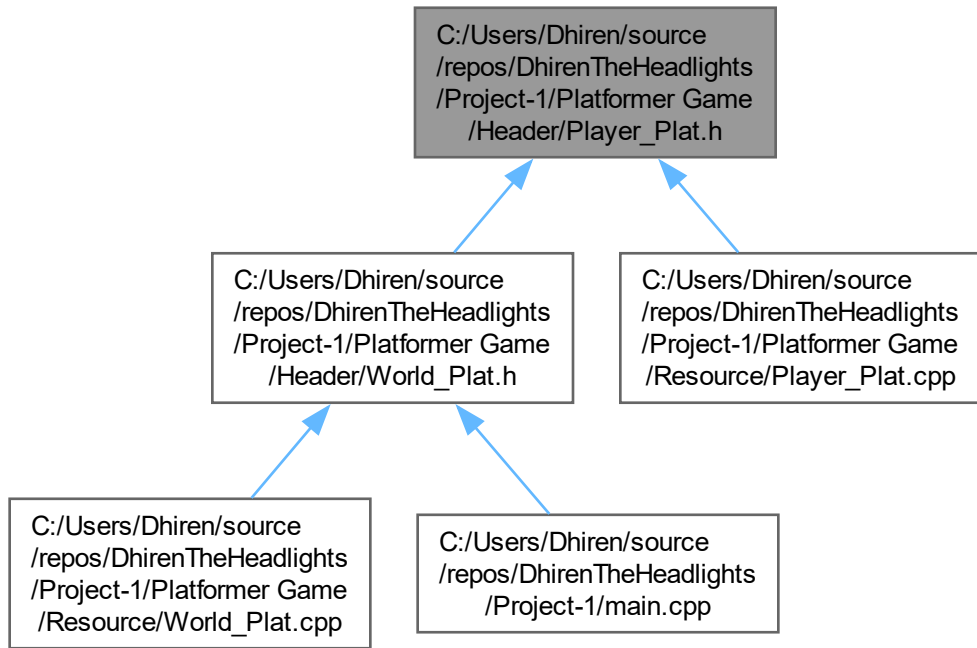 C:/Users/Dhiren/source
/repos/DhirenTheHeadlights
/Project-1/Platformer Game
/Header/Player_Plat.h
C:/Users/Dhiren/source
/repos/DhirenTheHeadlights
/Project-1/Platformer Game
/Header/World_Plat.h
C:/Users/Dhiren/source
/repos/DhirenTheHeadlights
/Project-1/Platformer Game
/Resource/Player_Plat.cpp
C:/Users/Dhiren/source
/repos/DhirenTheHeadlights
/Project-1/Platformer Game
/Resource/World_Plat.cpp
C:/Users/Dhiren/source
/repos/DhirenTheHeadlights
/Project-1/main.cpp